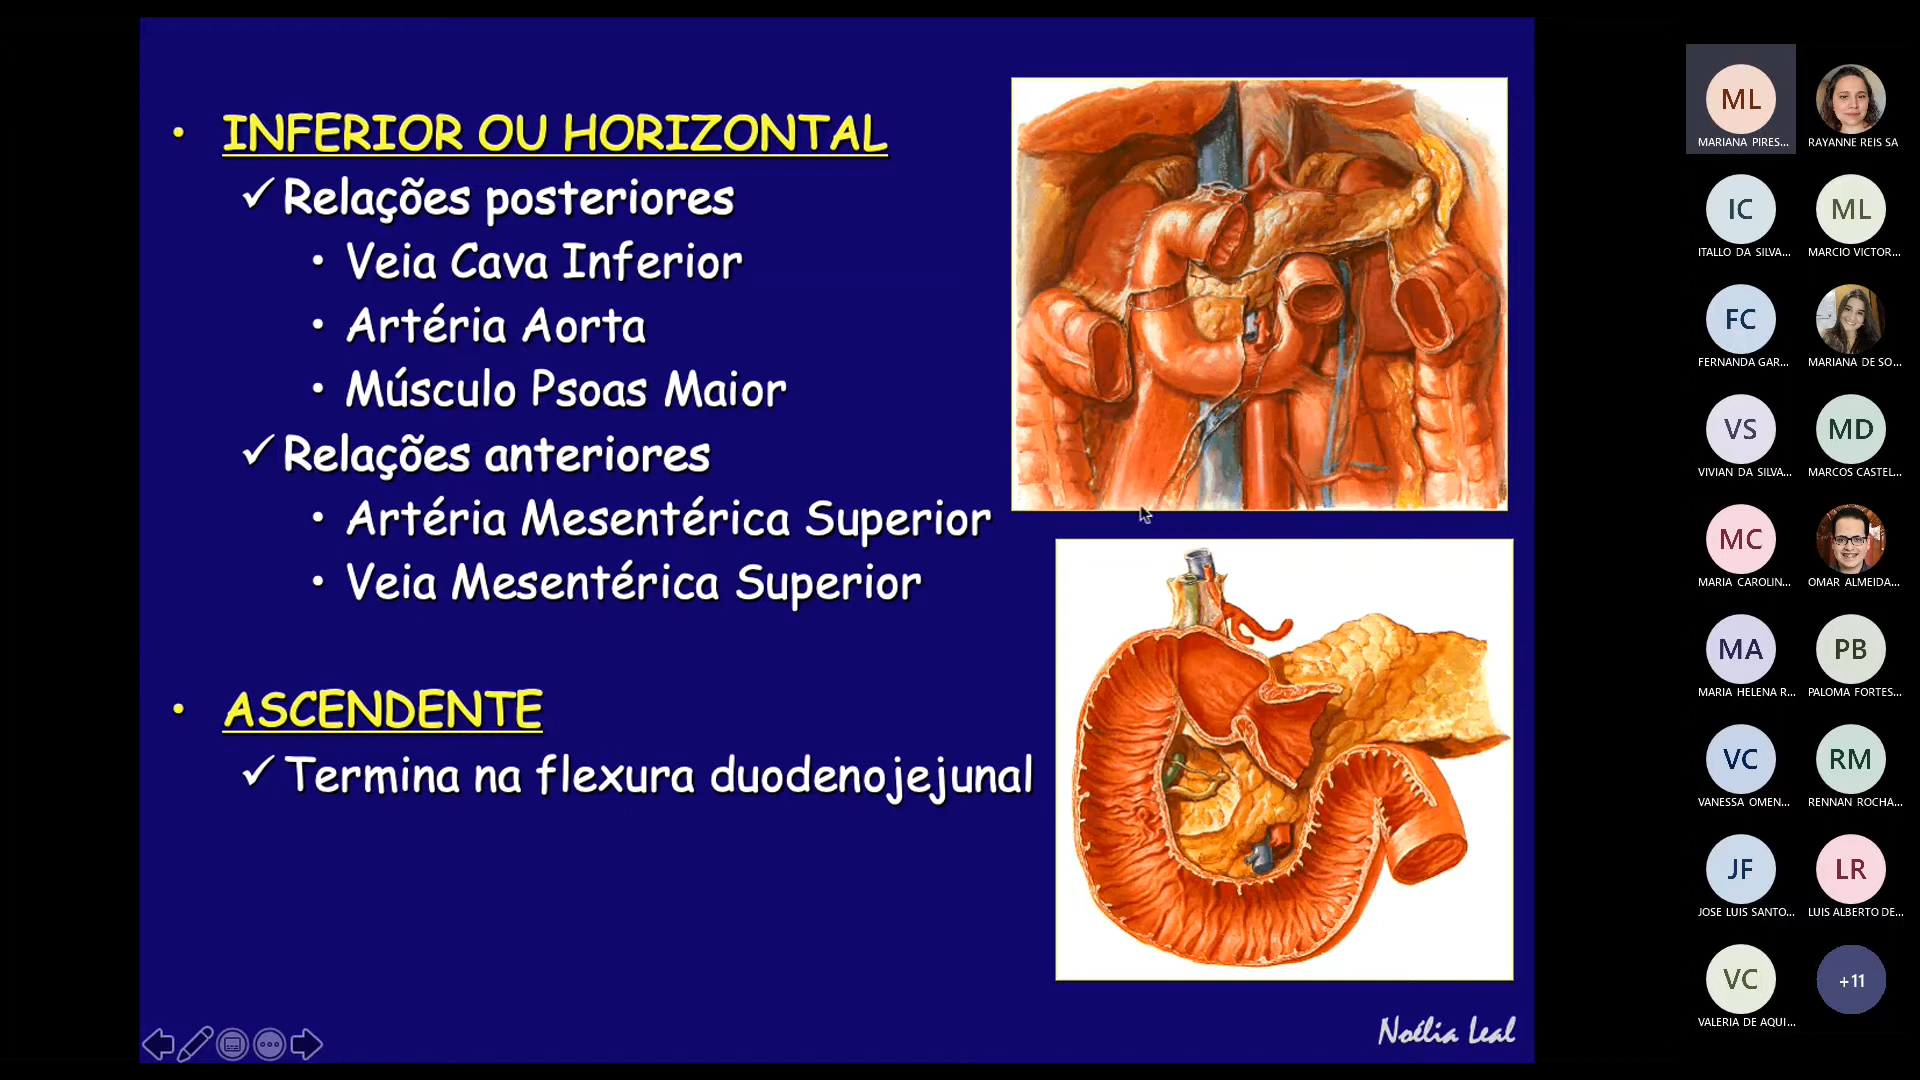 INFERIOR OU HORIZONTAL
Relações posteriores
Veia Cava Inferior
Artéria Aorta
Músculo Psoas Maior
Relações anteriores
Artéria Mesentérica Superior
Veia Mesentérica Superior
ASCENDENTE
Termina na flexura duodenojejunal
Noélia Leal
ML
MARIANA PIRES...
RAYANNE REIS SA
IC
ITALLO DA SILVA...
ML
MARCIO VICTOR...
FC
FERNANDA GAR...
MARIANA DE SO...
VS
VIVIAN DA SILVA...
MD
MARCOS CASTEL...
MC
MARIA CAROLIN...
OMAR ALMEIDA...
MA
MARIA HELENA R...
PB
PALOMA FORTES...
VC
VANESSA OMEN...
RM
RENNAN ROCHA...
JF
JOSE LUIS SANTO...
LR
LUIS ALBERTO DE...
VC
VALERIA DE AQUI...
+11